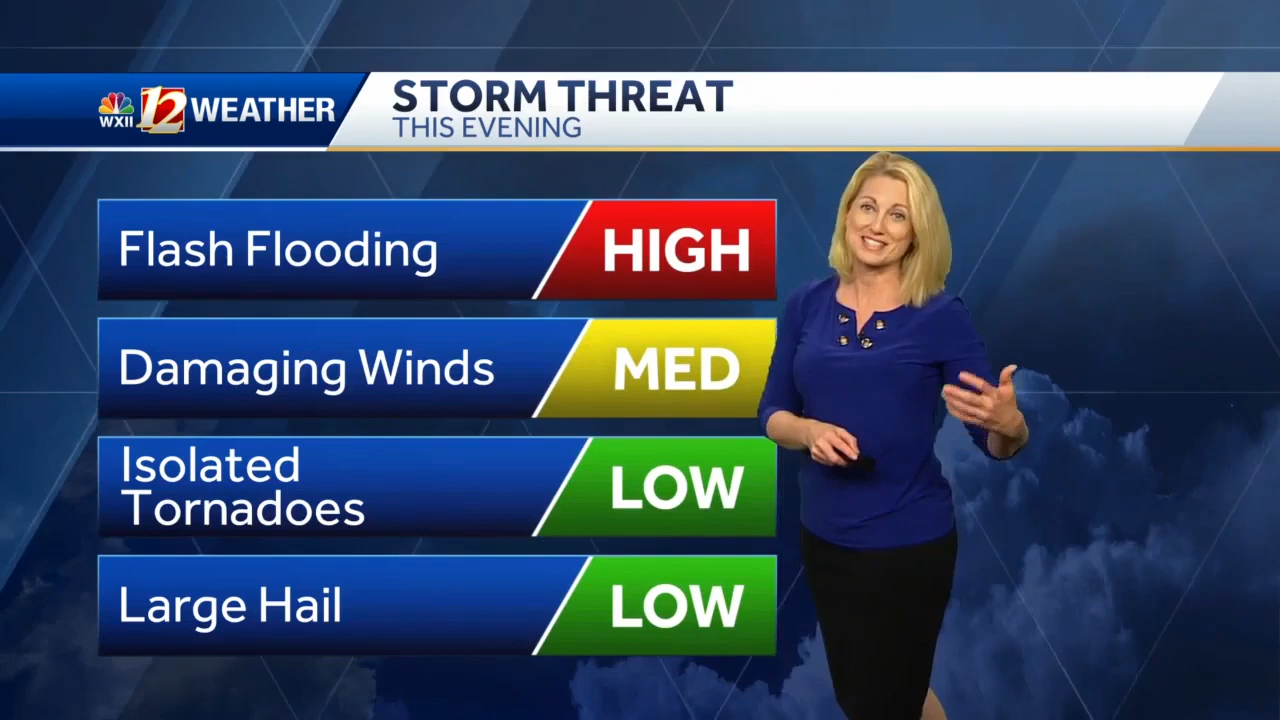 WXII 12 WEATHER
STORM THREAT
THIS EVENING
Flash Flooding HIGH
Damaging Winds MED
Isolated
Tornadoes LOW
Large Hail LOW